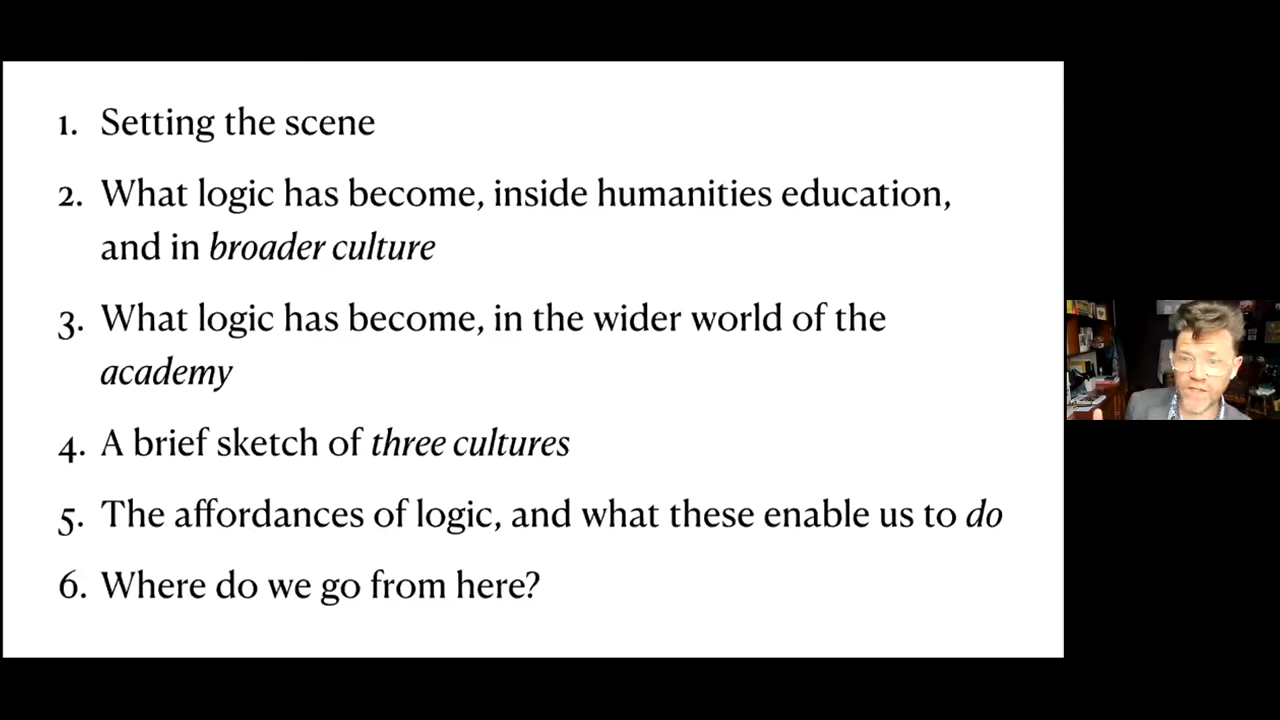 1. Setting the scene
2. What logic has become, inside humanities education,
and in broader culture
3. What logic has become, in the wider world of the
academy
4. A brief sketch of three cultures
5. The affordances of logic, and what these enable us to do
6. Where do we go from here?